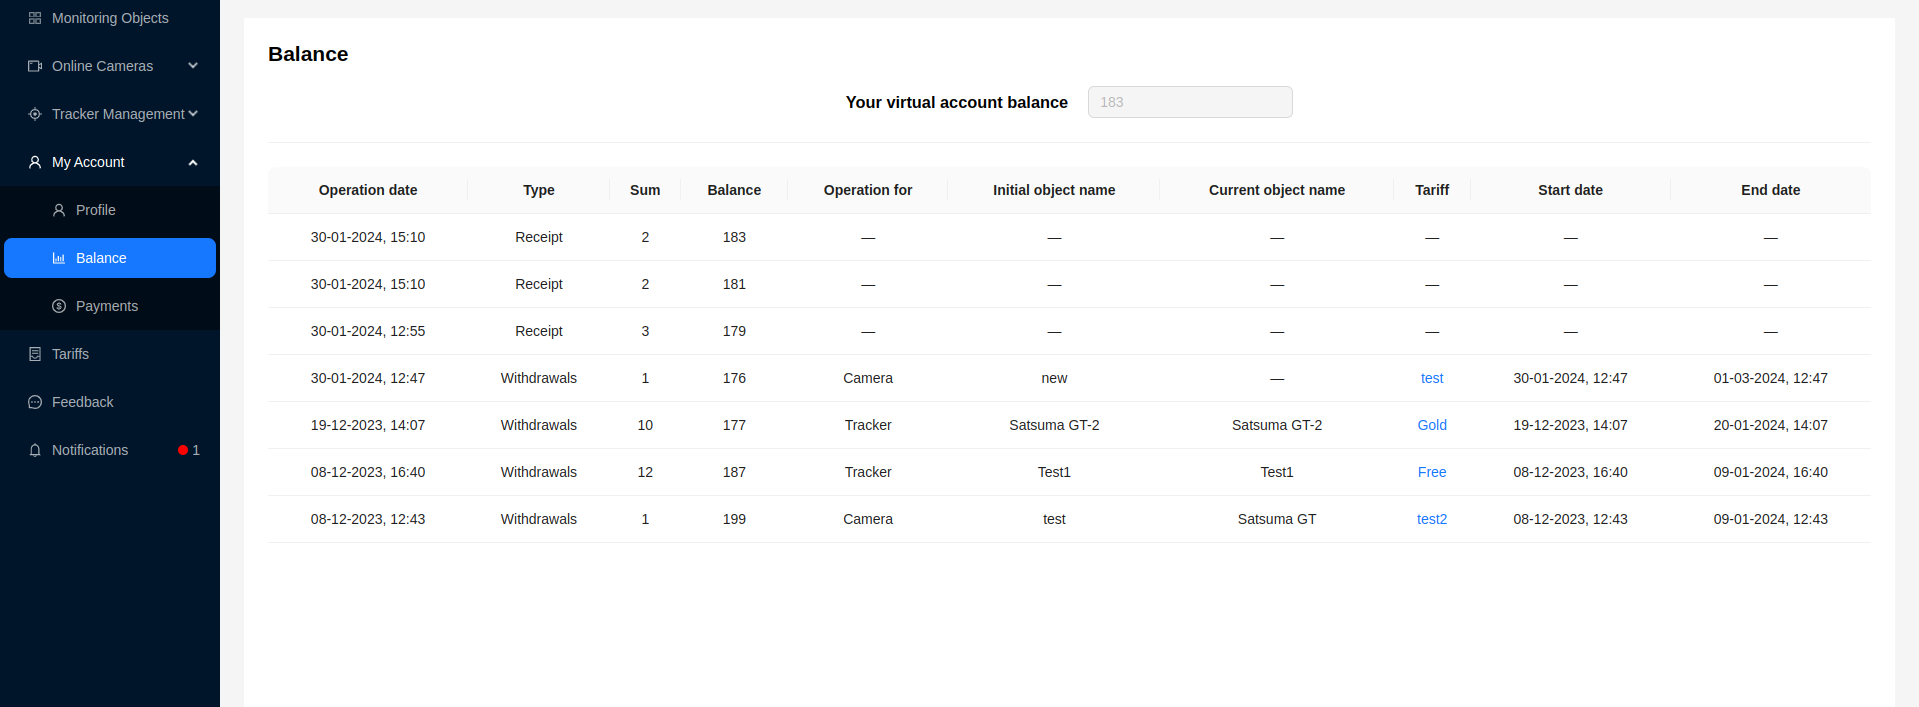 Monitoring Objects
Online Cameras
Tracker Management
My Account
Profile
Balance
Payments
Tariffs
Feedback
Notifications 1
Balance
Your virtual account balance 183
Operation date Type Sum Balance Operation for Initial object name Current object name Tariff Start date End date
30-01-2024, 15:10 Receipt 2 183 — — — — — —
30-01-2024, 15:10 Receipt 2 181 — — — — — —
30-01-2024, 12:55 Receipt 3 179 — — — — — —
30-01-2024, 12:47 Withdrawals 1 176 Camera new — test 30-01-2024, 12:47 01-03-2024, 12:47
19-12-2023, 14:07 Withdrawals 10 177 Tracker Satsuma GT-2 Satsuma GT-2 Gold 19-12-2023, 14:07 20-01-2024, 14:07
08-12-2023, 16:40 Withdrawals 12 187 Tracker Test1 Test1 Free 08-12-2023, 16:40 09-01-2024, 16:40
08-12-2023, 12:43 Withdrawals 1 199 Camera test Satsuma GT test2 08-12-2023, 12:43 09-01-2024, 12:43